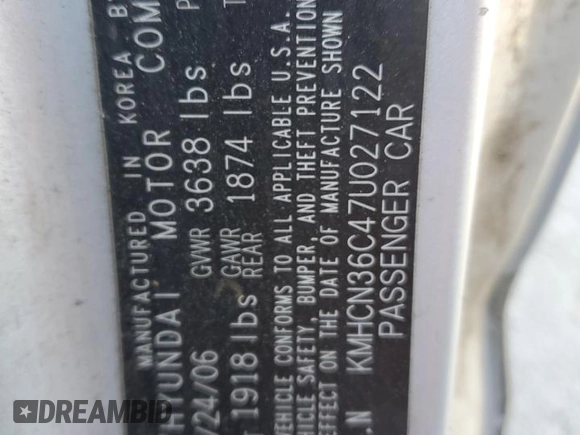 MANUFACTURED IN KOREA BY
HYUNDAI MOTOR COM
/24/06 GVWR 3638 lbs P
GAWR
T 1918 lbs REAR 1874 lbs T
VEHICLE CONFORMS TO ALL APPLICABLE U.S.A.
VEHICLE SAFETY, BUMPER, AND THEFT PREVENTION
EFFECT ON THE DATE OF MANUFACTURE SHOWN
.N KMHCN36C47U027122
PASSENGER CAR
DREAMBID